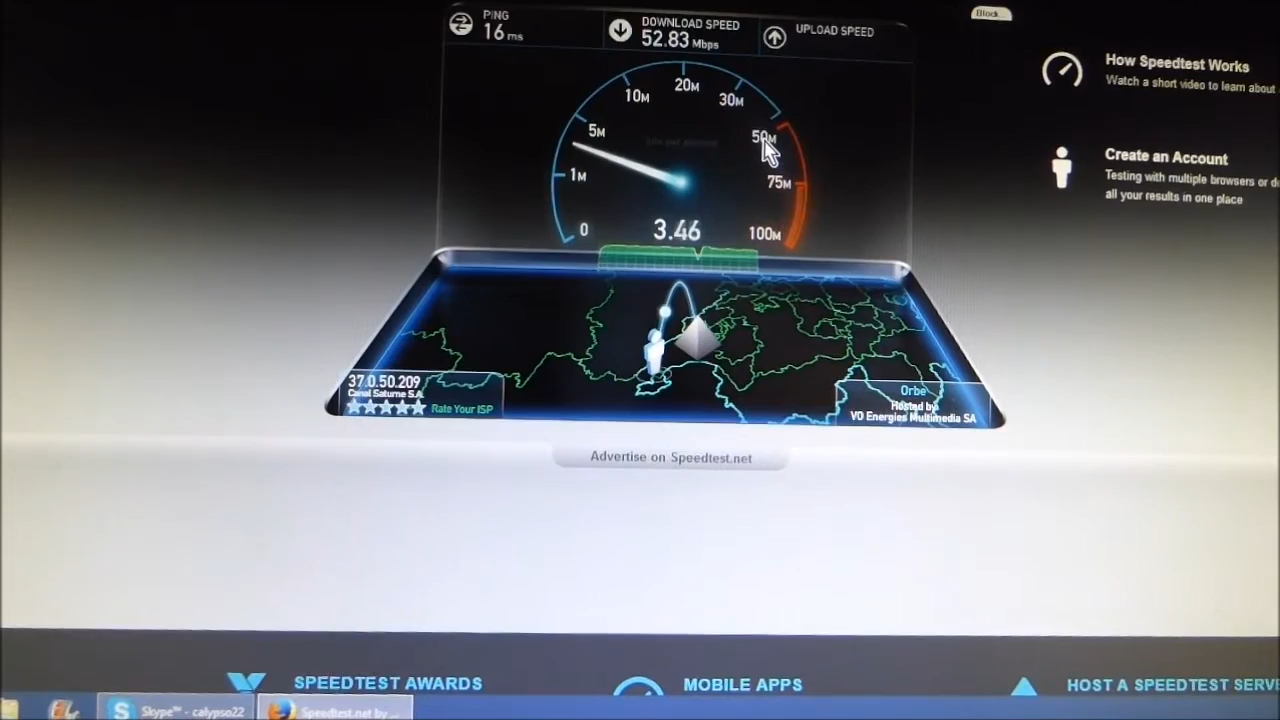 Block...
PING
16 ms
DOWNLOAD SPEED
52.83 Mbps
UPLOAD SPEED
How Speedtest Works
Watch a short video to learn about
Create an Account
Testing with multiple browsers or d
all your results in one place
0
1M
5M
10M
20M
30M
50M
75M
100M
3.46
37.0.50.209
Canal Saturne S.A.
Rate Your ISP
Orbe
Hosted by
VO Energies Multimedia SA
Advertise on Speedtest.net
SPEEDTEST AWARDS
MOBILE APPS
HOST A SPEEDTEST SERVE
Skype™ - calypso22
Speedtest.net by ...